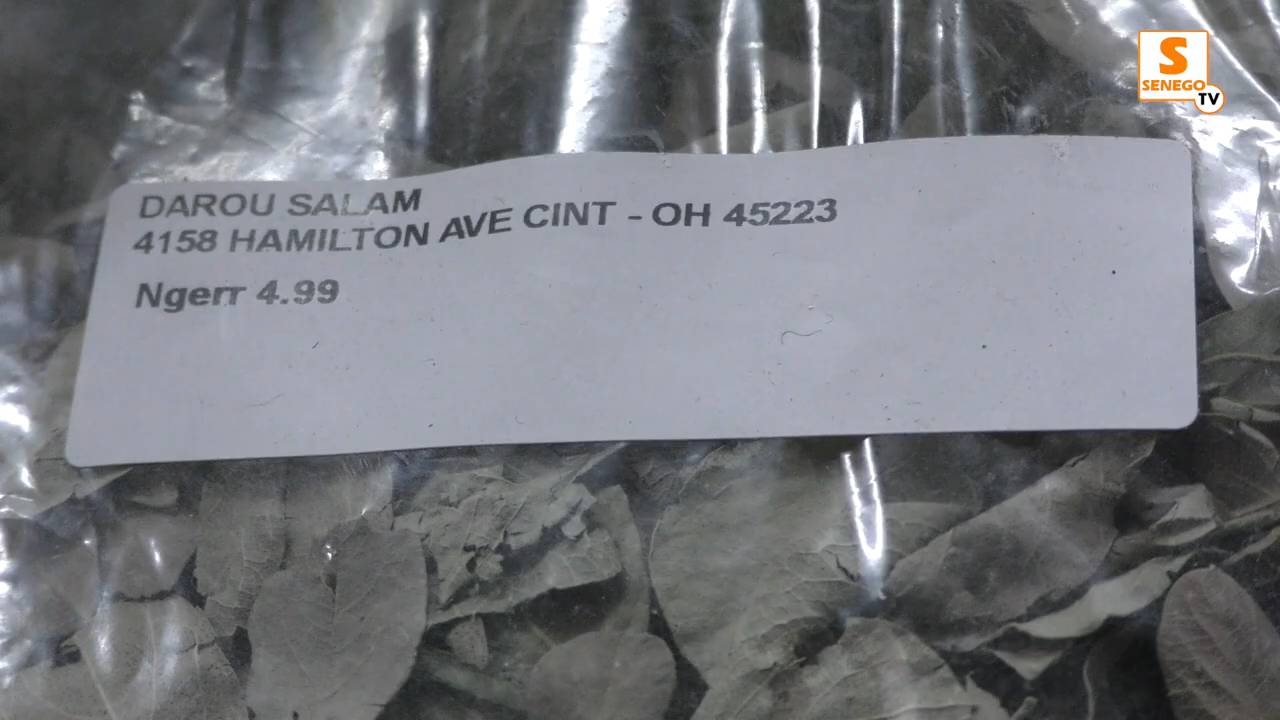 S
SENEGO
TV
DAROU SALAM
4158 HAMILTON AVE CINT - OH 45223
Ngerr 4.99